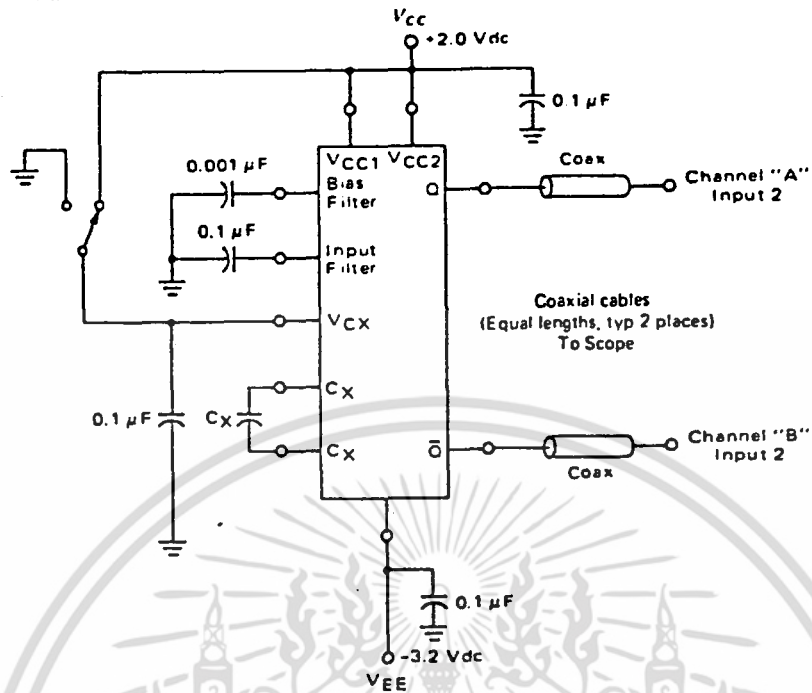 VCC
+2.0 Vdc
0.1 µF
VCC1 VCC2
0.001 µF
Bias
Filter
Q
Coax
Channel "A"
Input 2
0.1 µF
Input
Filter
Coaxial cables
(Equal lengths, typ 2 places)
To Scope
VCX
0.1 µF
CX
CX
CX
Q̅
Coax
Channel "B"
Input 2
0.1 µF
-3.2 Vdc
VEE